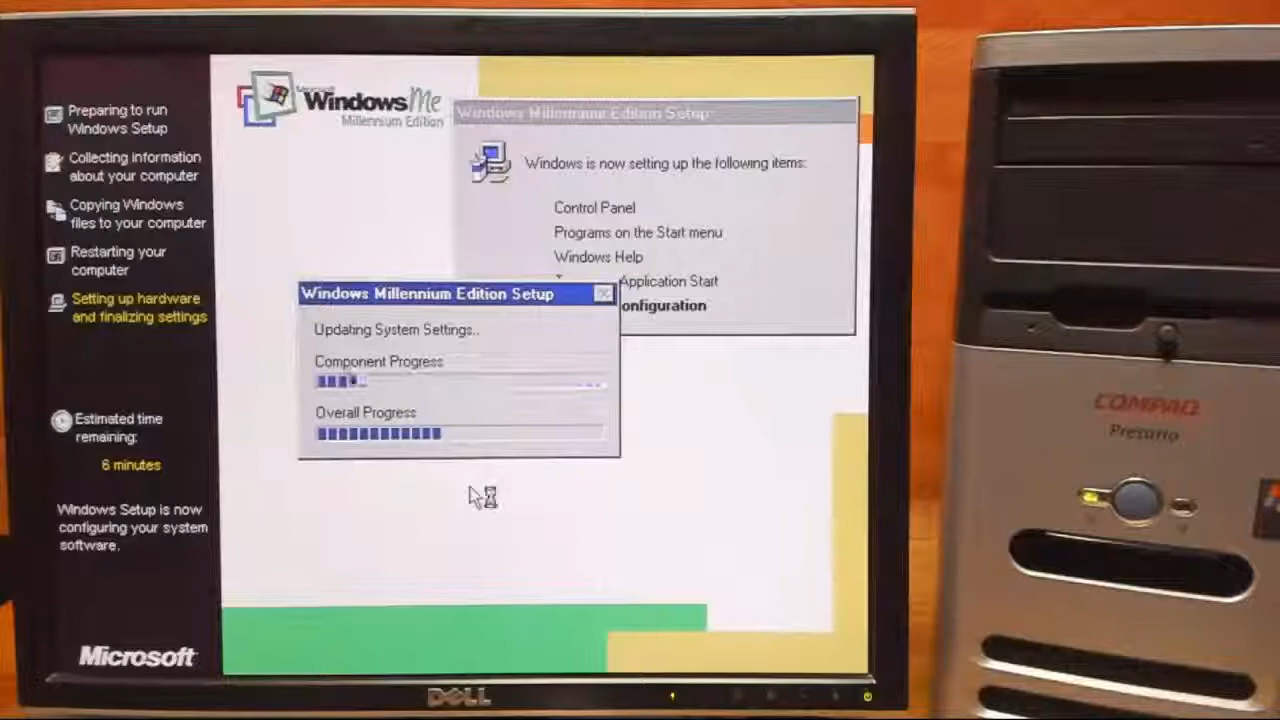 Preparing to run
Windows Setup
Collecting information
about your computer
Copying Windows
files to your computer
Restarting your
computer
Setting up hardware
and finalizing settings
Estimated time
remaining:
6 minutes
Windows Setup is now
configuring your system
software.
Microsoft
Microsoft
Windows Me
Millennium Edition
Windows Millennium Edition Setup
Windows is now setting up the following items:
Control Panel
Programs on the Start menu
Windows Help
Application Start
onfiguration
Windows Millennium Edition Setup
Updating System Settings..
Component Progress
Overall Progress
DELL
COMPAQ
Presario